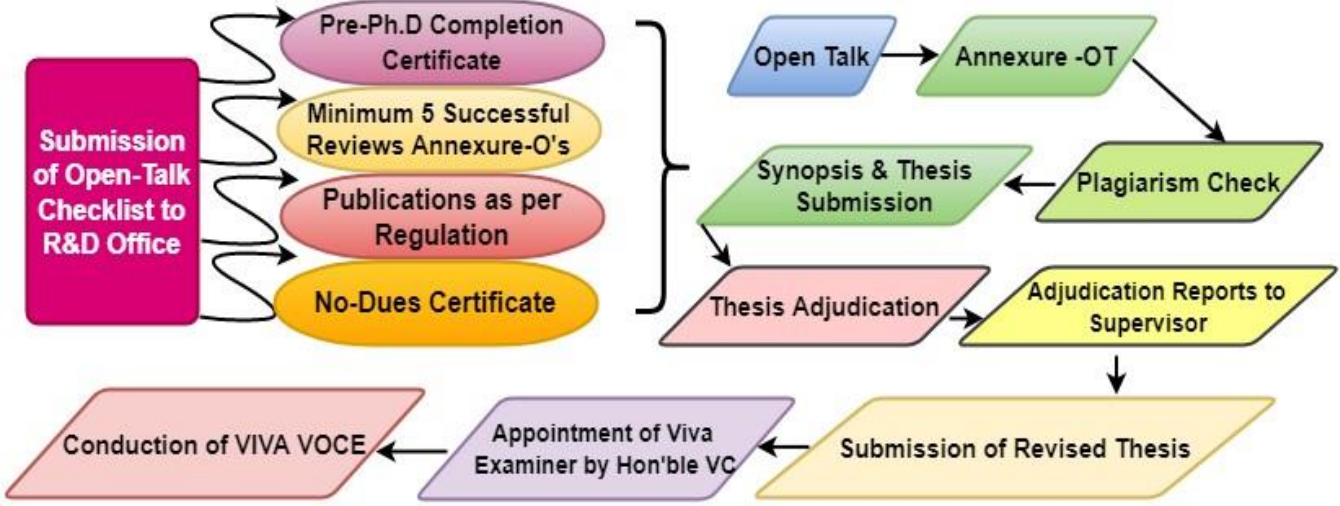 Submission
of Open-Talk
Checklist to
R&D Office
Pre-Ph.D Completion
Certificate
Minimum 5 Successful
Reviews Annexure-O's
Publications as per
Regulation
No-Dues Certificate
Open Talk
Annexure -OT
Plagiarism Check
Synopsis & Thesis
Submission
Thesis Adjudication
Adjudication Reports to
Supervisor
Submission of Revised Thesis
Appointment of Viva
Examiner by Hon'ble VC
Conduction of VIVA VOCE